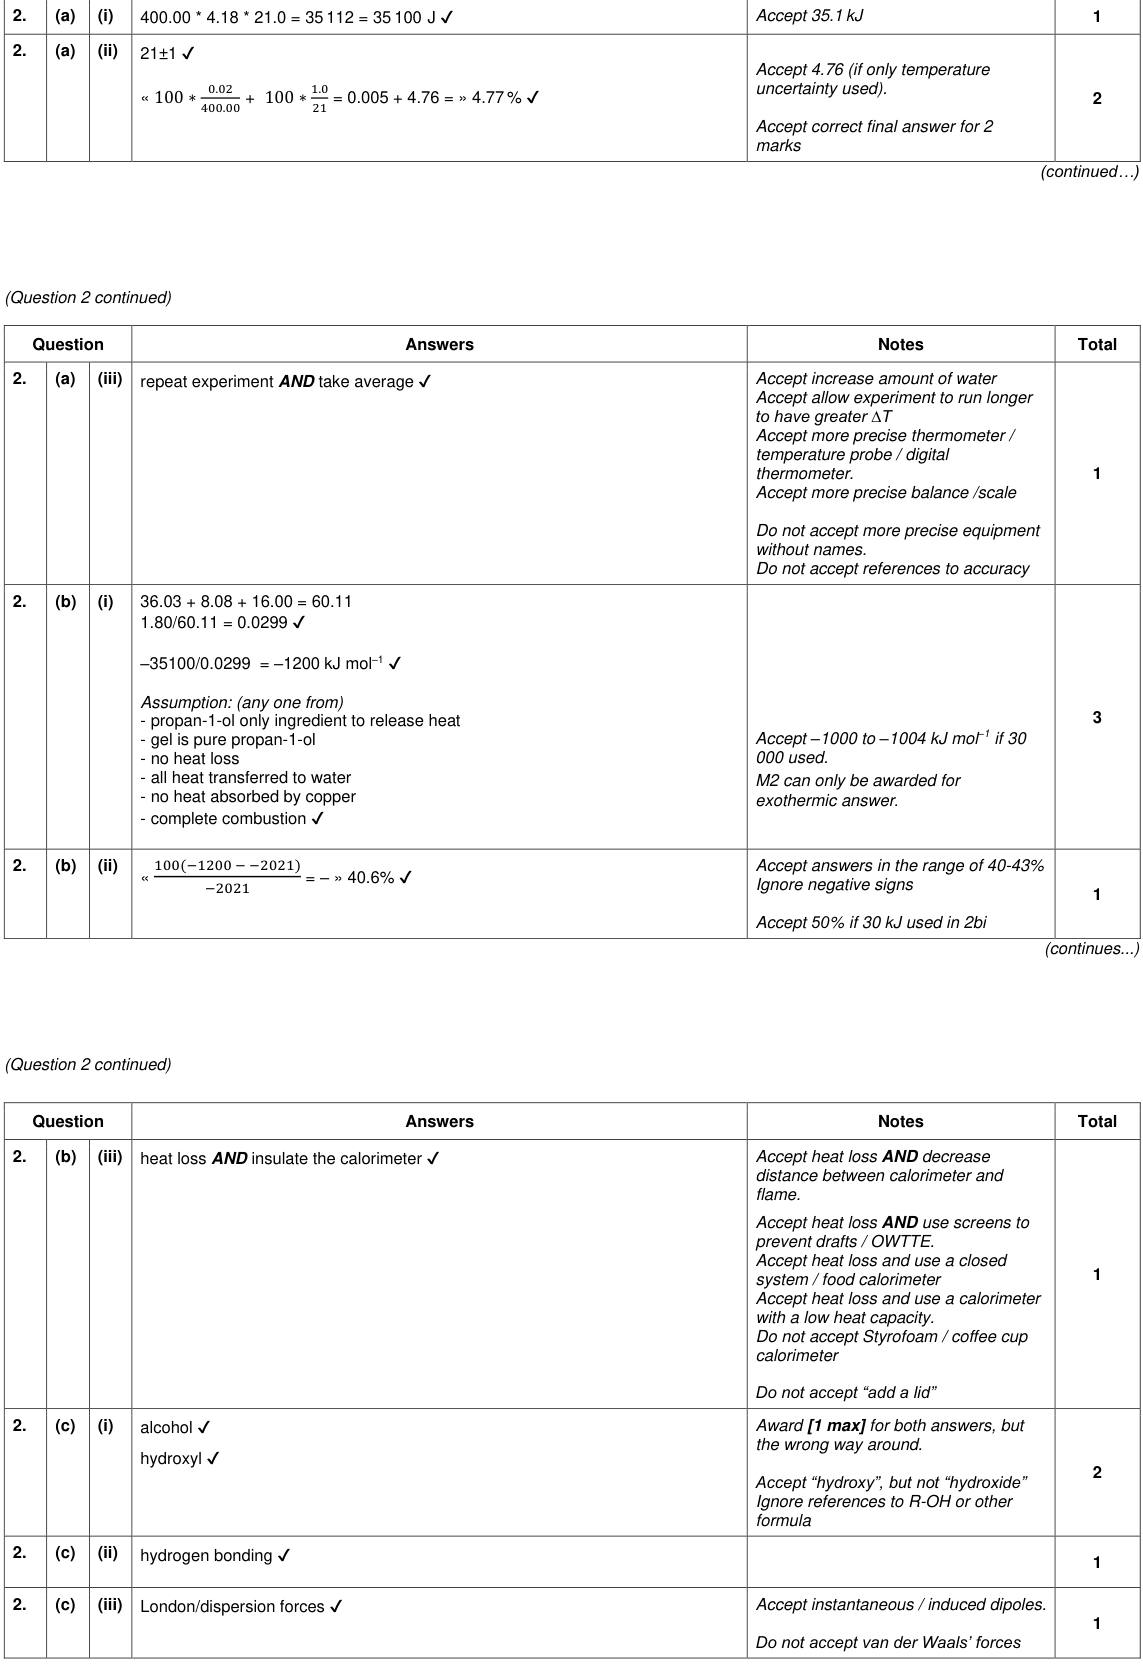 2. (a) (i) 400.00 * 4.18 * 21.0 = 35 112 = 35 100 J ✓ Accept 35.1 kJ 1
2. (a) (ii) 21±1 ✓
« 100 ∗ 0.02/400.00 + 100 ∗ 1.0/21 = 0.005 + 4.76 = » 4.77 % ✓
Accept 4.76 (if only temperature
uncertainty used).
Accept correct final answer for 2
marks
2
(continued…)
(Question 2 continued)
Question Answers Notes Total
2. (a) (iii) repeat experiment AND take average ✓
Accept increase amount of water
Accept allow experiment to run longer
to have greater ΔT
Accept more precise thermometer /
temperature probe / digital
thermometer.
Accept more precise balance /scale
Do not accept more precise equipment
without names.
Do not accept references to accuracy
1
2. (b) (i) 36.03 + 8.08 + 16.00 = 60.11
1.80/60.11 = 0.0299 ✓
–35100/0.0299 = –1200 kJ mol⁻¹ ✓
Assumption: (any one from)
- propan-1-ol only ingredient to release heat
- gel is pure propan-1-ol
- no heat loss
- all heat transferred to water
- no heat absorbed by copper
- complete combustion ✓
Accept –1000 to –1004 kJ mol⁻¹ if 30
000 used.
M2 can only be awarded for
exothermic answer.
3
2. (b) (ii) « 100(−1200 − −2021)/−2021 = – » 40.6% ✓
Accept answers in the range of 40-43%
Ignore negative signs
Accept 50% if 30 kJ used in 2bi
1
(continues...)
(Question 2 continued)
Question Answers Notes Total
2. (b) (iii) heat loss AND insulate the calorimeter ✓
Accept heat loss AND decrease
distance between calorimeter and
flame.
Accept heat loss AND use screens to
prevent drafts / OWTTE.
Accept heat loss and use a closed
system / food calorimeter
Accept heat loss and use a calorimeter
with a low heat capacity.
Do not accept Styrofoam / coffee cup
calorimeter
Do not accept “add a lid”
1
2. (c) (i) alcohol ✓
hydroxyl ✓
Award [1 max] for both answers, but
the wrong way around.
Accept “hydroxy”, but not “hydroxide”
Ignore references to R-OH or other
formula
2
2. (c) (ii) hydrogen bonding ✓ 1
2. (c) (iii) London/dispersion forces ✓
Accept instantaneous / induced dipoles.
Do not accept van der Waals’ forces
1